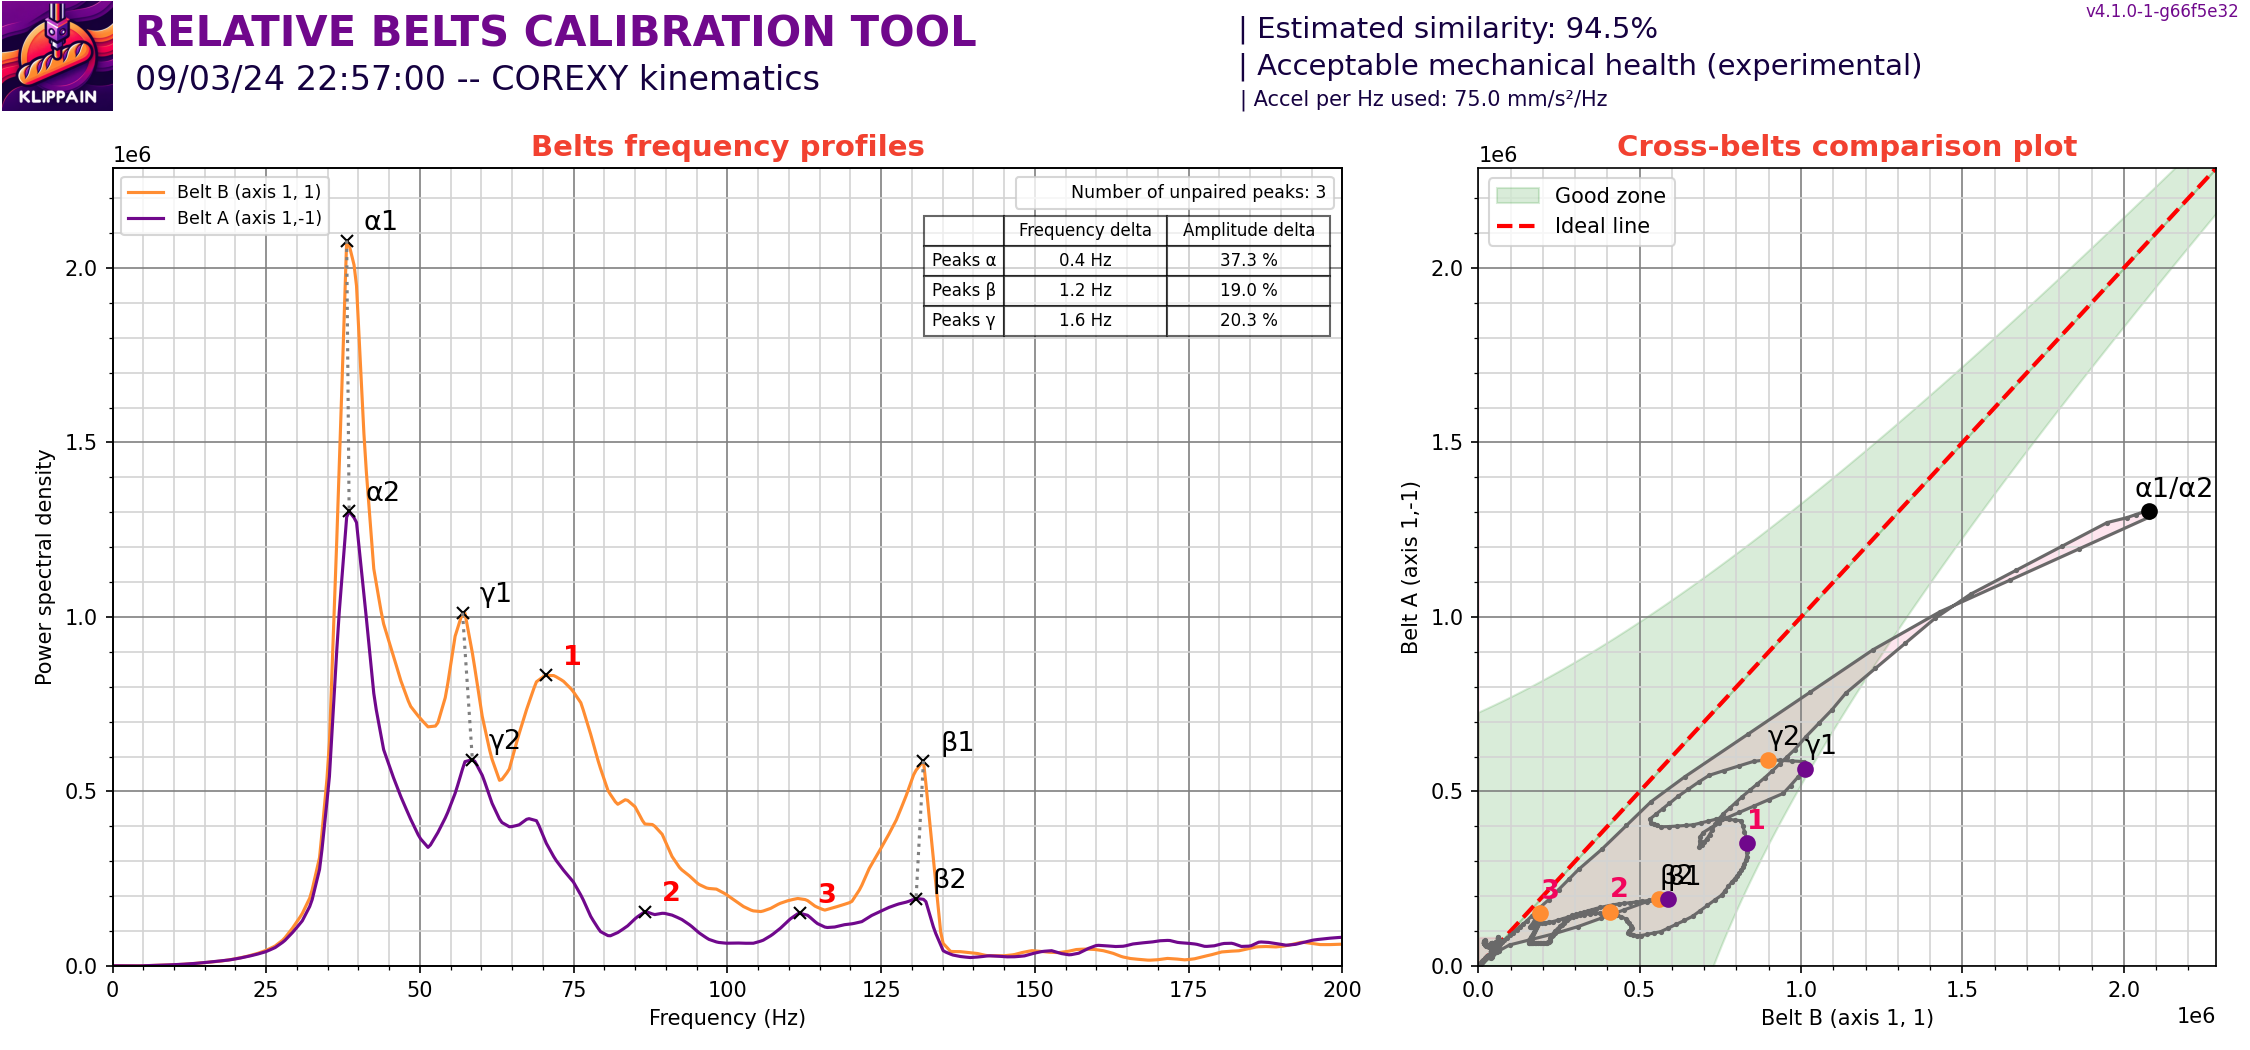 KLIPPAIN
RELATIVE BELTS CALIBRATION TOOL
09/03/24 22:57:00 -- COREXY kinematics
| Estimated similarity: 94.5%
| Acceptable mechanical health (experimental)
| Accel per Hz used: 75.0 mm/s²/Hz
v4.1.0-1-g66f5e32
Belts frequency profiles
1e6
Belt B (axis 1, 1)
Belt A (axis 1,-1)
Number of unpaired peaks: 3
Frequency delta Amplitude delta
Peaks α 0.4 Hz 37.3 %
Peaks β 1.2 Hz 19.0 %
Peaks γ 1.6 Hz 20.3 %
α1
α2
γ1
γ2
1
2
3
β1
β2
2.0
1.5
1.0
0.5
0.0
Power spectral density
0 25 50 75 100 125 150 175 200
Frequency (Hz)
Cross-belts comparison plot
1e6
Good zone
Ideal line
α1/α2
γ2
γ1
1
β2
β1
2
3
2.0
1.5
1.0
0.5
0.0
Belt A (axis 1,-1)
0.0 0.5 1.0 1.5 2.0
Belt B (axis 1, 1)
1e6